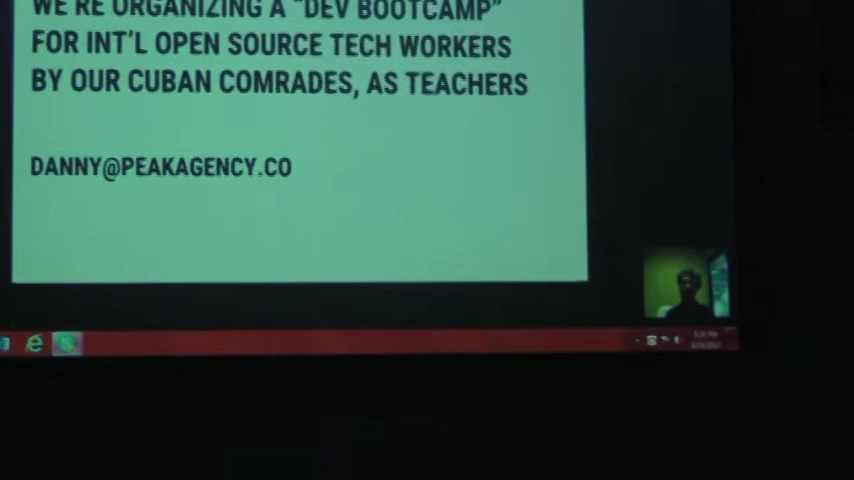 WE'RE ORGANIZING A "DEV BOOTCAMP"
FOR INT'L OPEN SOURCE TECH WORKERS
BY OUR CUBAN COMRADES, AS TEACHERS
DANNY@PEAKAGENCY.CO